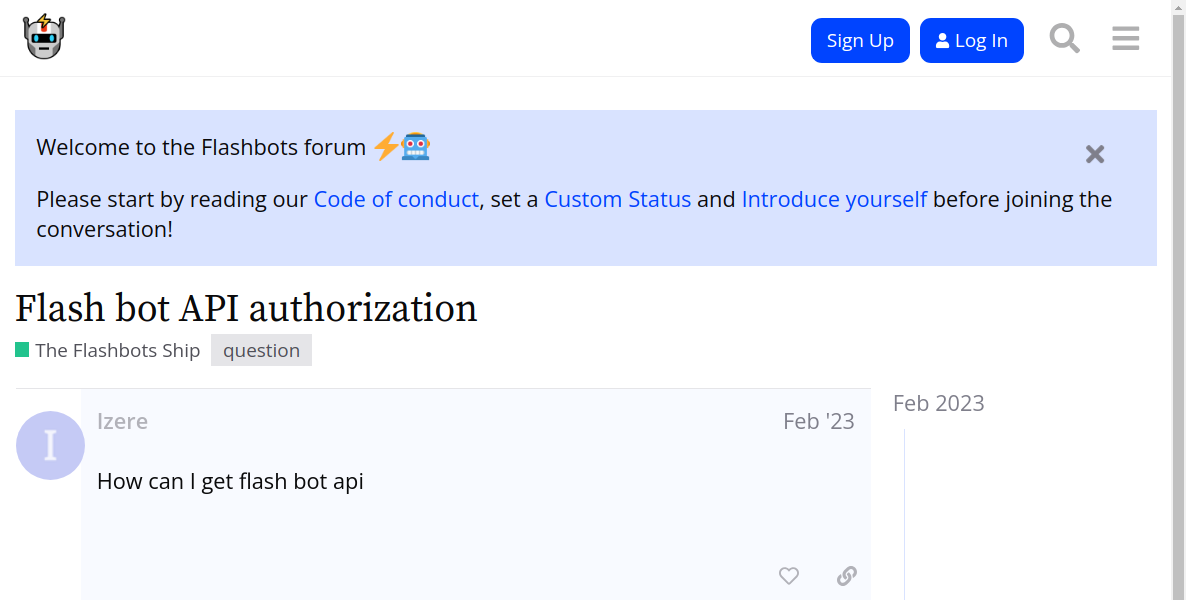 Sign Up
Log In
Welcome to the Flashbots forum
Please start by reading our Code of conduct, set a Custom Status and Introduce yourself before joining the
conversation!
Flash bot API authorization
The Flashbots Ship question
I
Izere Feb '23
Feb 2023
How can I get flash bot api